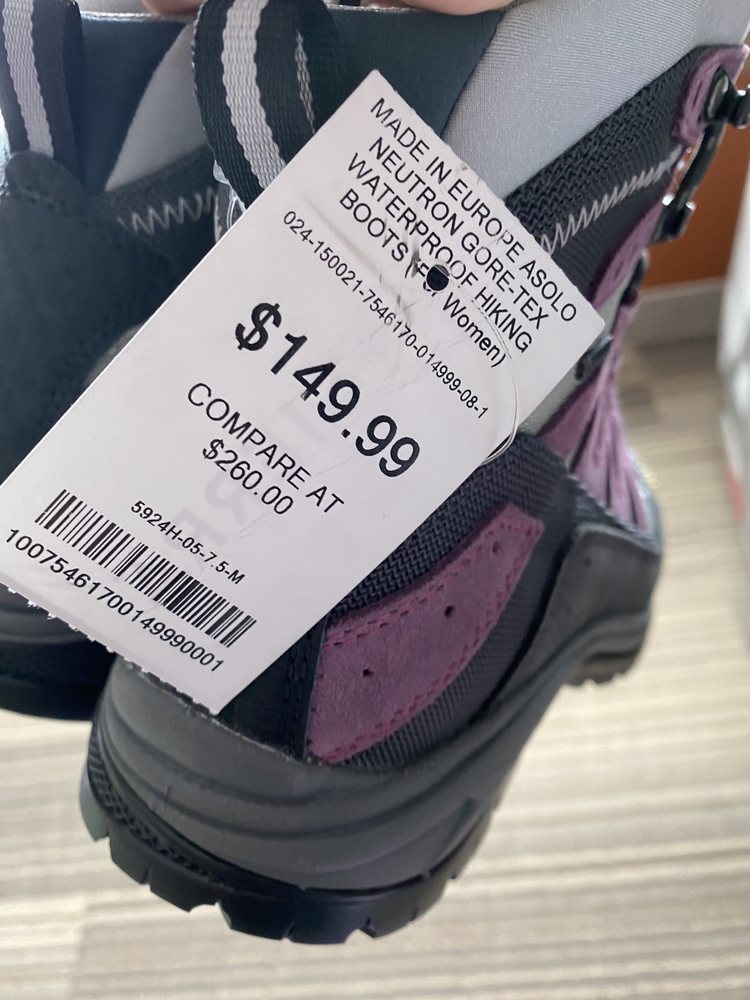 MADE IN EUROPE ASOLO
NEUTRON GORE-TEX
WATERPROOF HIKING
BOOTS (For Women)
024-150021-7546170-014999-08-1
$149.99
COMPARE AT
$260.00
5924H-05-7.5-M
10075461700149990001